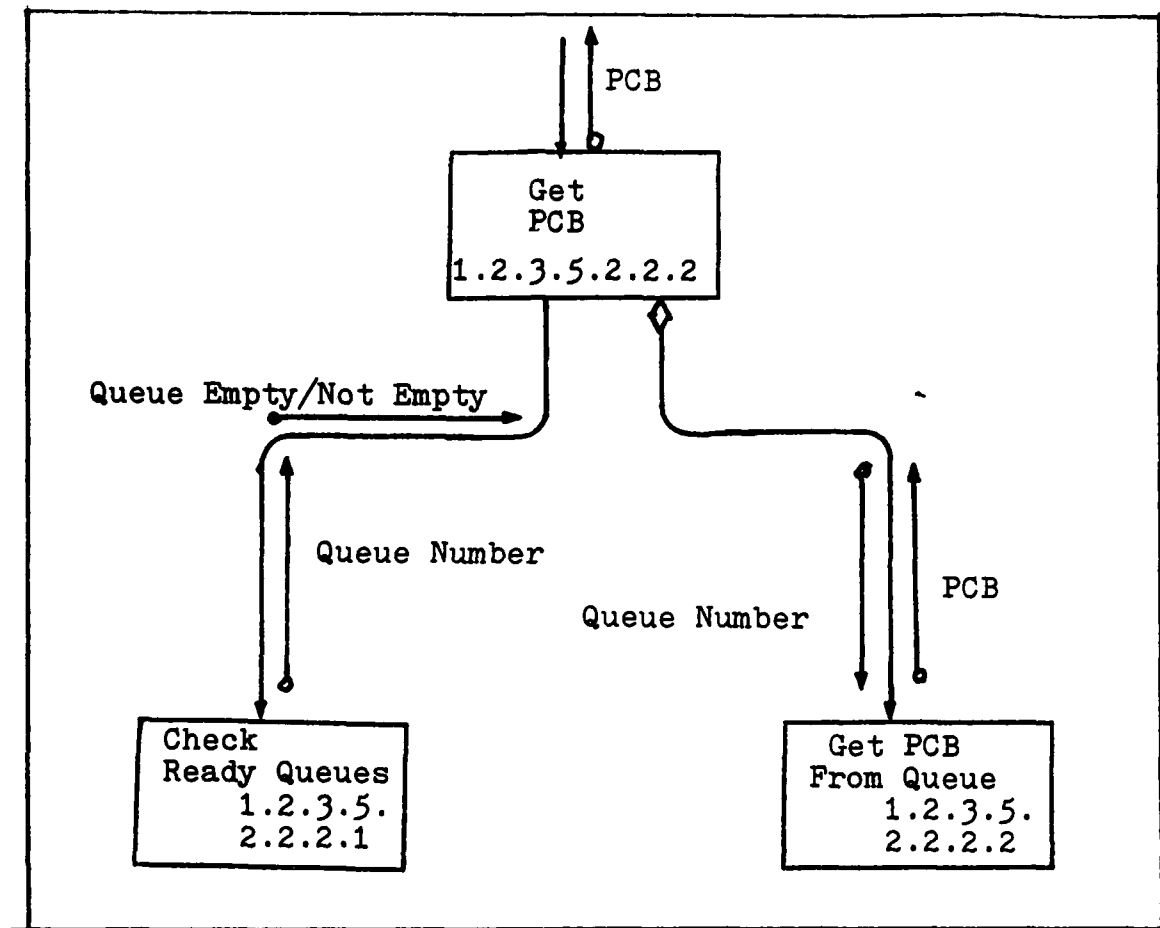 PCB
Get
PCB
1.2.3.5.2.2.2
Queue Empty/Not Empty
Queue Number
Queue Number
PCB
Check
Ready Queues
1.2.3.5.
2.2.2.1
Get PCB
From Queue
1.2.3.5.
2.2.2.2